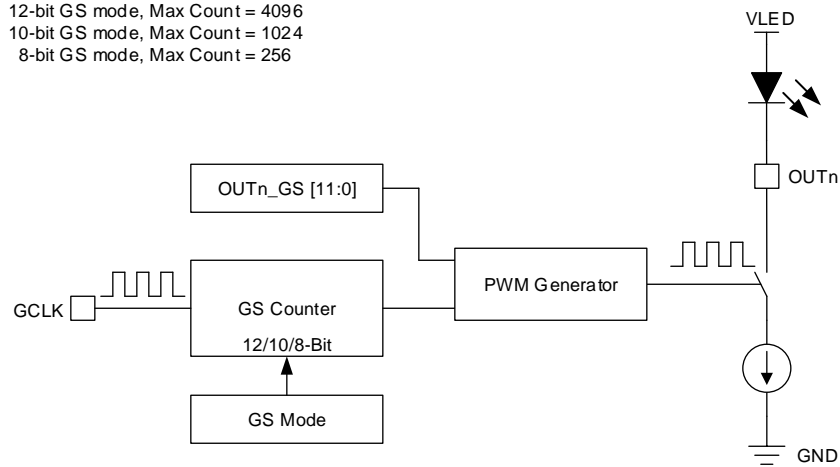 12-bit GS mode, Max Count = 4096
10-bit GS mode, Max Count = 1024
8-bit GS mode, Max Count = 256
VLED
OUTn_GS [11:0]
OUTn
GCLK
GS Counter
12/10/8-Bit
PWM Generator
GS Mode
GND